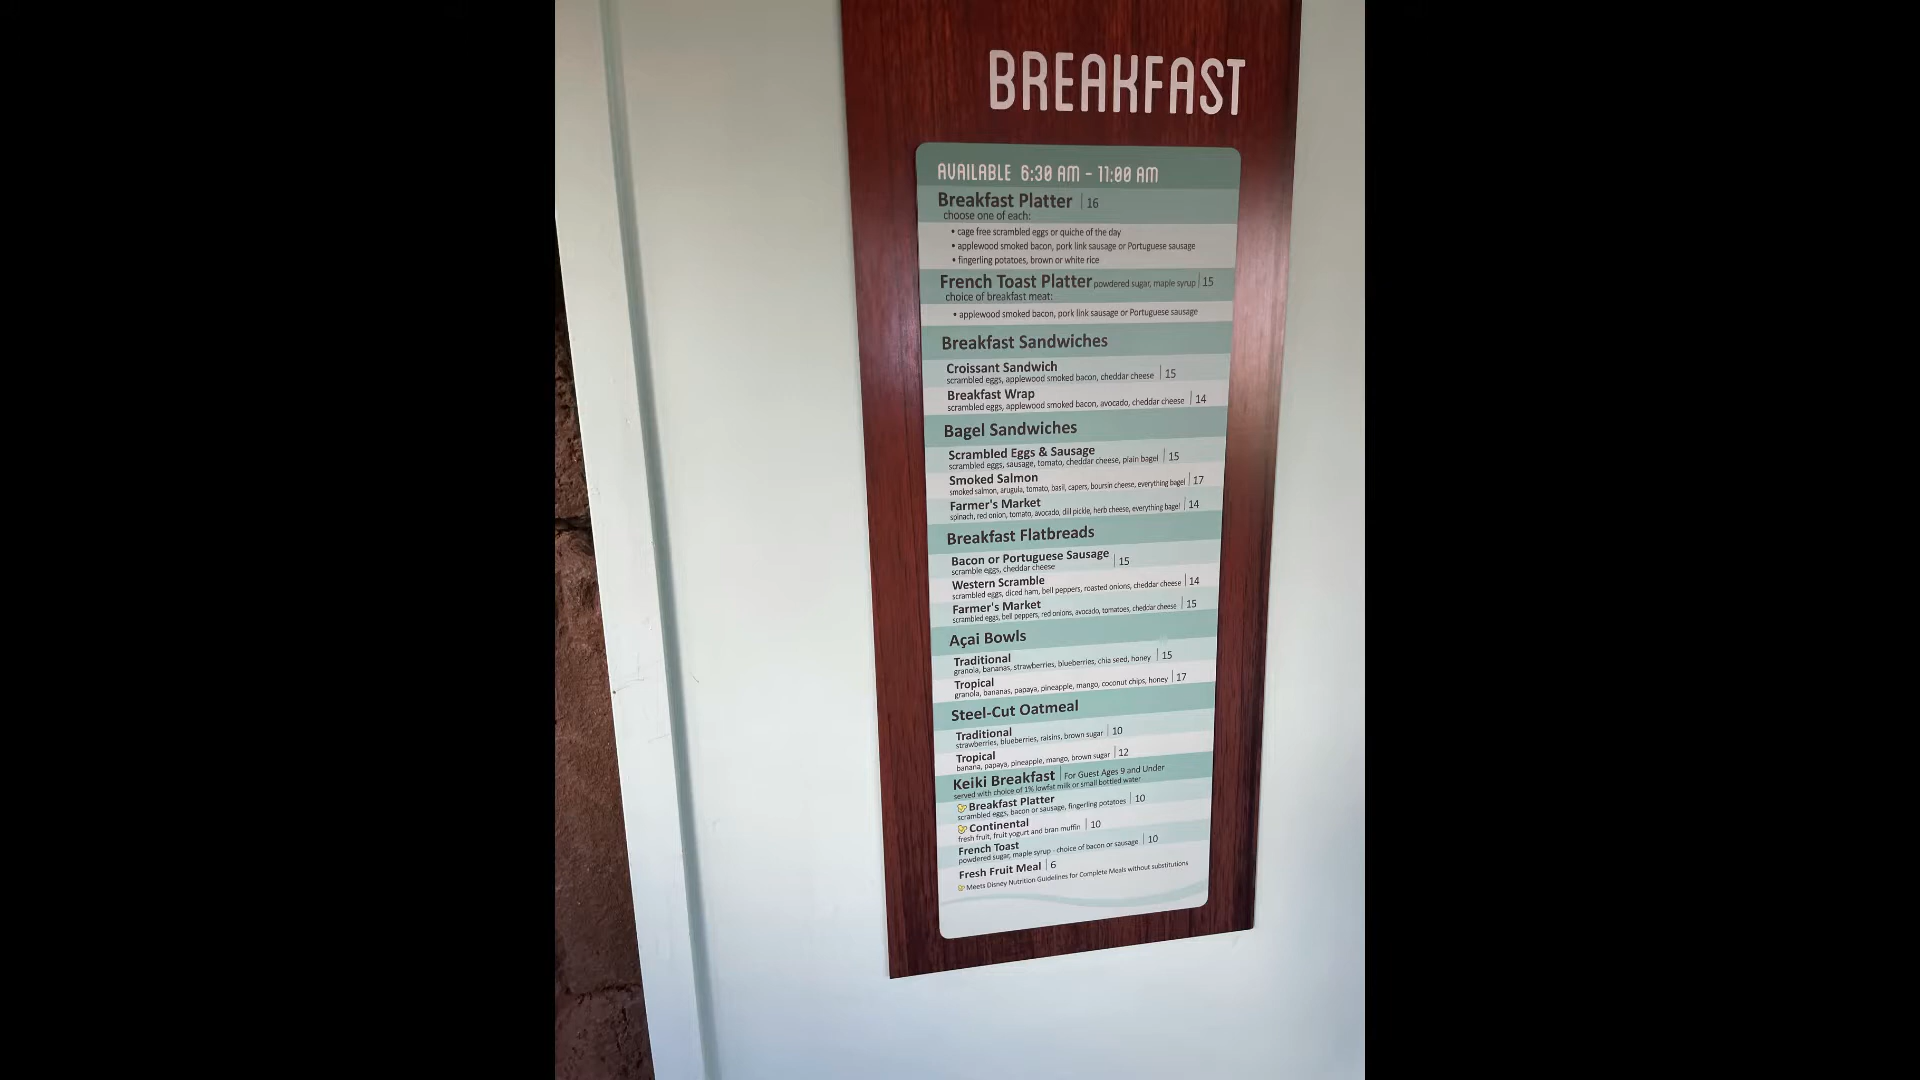 BREAKFAST
AVAILABLE 6:30 AM - 11:00 AM
Breakfast Platter | 16
choose one of each:
• cage free scrambled eggs or quiche of the day
• applewood smoked bacon, pork link sausage or Portuguese sausage
• fingerling potatoes, brown or white rice
French Toast Platter powdered sugar, maple syrup | 15
choice of breakfast meat:
• applewood smoked bacon, pork link sausage or Portuguese sausage
Breakfast Sandwiches
Croissant Sandwich
scrambled eggs, applewood smoked bacon, cheddar cheese | 15
Breakfast Wrap
scrambled eggs, applewood smoked bacon, avocado, cheddar cheese | 14
Bagel Sandwiches
Scrambled Eggs & Sausage
scrambled eggs, sausage, tomato, cheddar cheese, plain bagel | 15
Smoked Salmon
smoked salmon, arugula, tomato, basil, capers, boursin cheese, everything bagel | 17
Farmer's Market
spinach, red onion, tomato, avocado, dill pickle, herb cheese, everything bagel | 14
Breakfast Flatbreads
Bacon or Portuguese Sausage | 15
scramble eggs, cheddar cheese
Western Scramble
scrambled eggs, diced ham, bell peppers, roasted onions, cheddar cheese | 14
Farmer's Market
scrambled eggs, bell peppers, red onions, avocado, tomatoes, cheddar cheese | 15
Açai Bowls
Traditional
granola, bananas, strawberries, blueberries, chia seed, honey | 15
Tropical
granola, bananas, papaya, pineapple, mango, coconut chips, honey | 17
Steel-Cut Oatmeal
Traditional
strawberries, blueberries, raisins, brown sugar | 10
Tropical
banana, papaya, pineapple, mango, brown sugar | 12
Keiki Breakfast | For Guest Ages 9 and Under
served with choice of 1% lowfat milk or small bottled water
Breakfast Platter
scrambled eggs, bacon or sausage, fingerling potatoes | 10
Continental
fresh fruit, fruit yogurt and bran muffin | 10
French Toast
powdered sugar, maple syrup - choice of bacon or sausage | 10
Fresh Fruit Meal | 6
Meets Disney Nutrition Guidelines for Complete Meals without substitutions